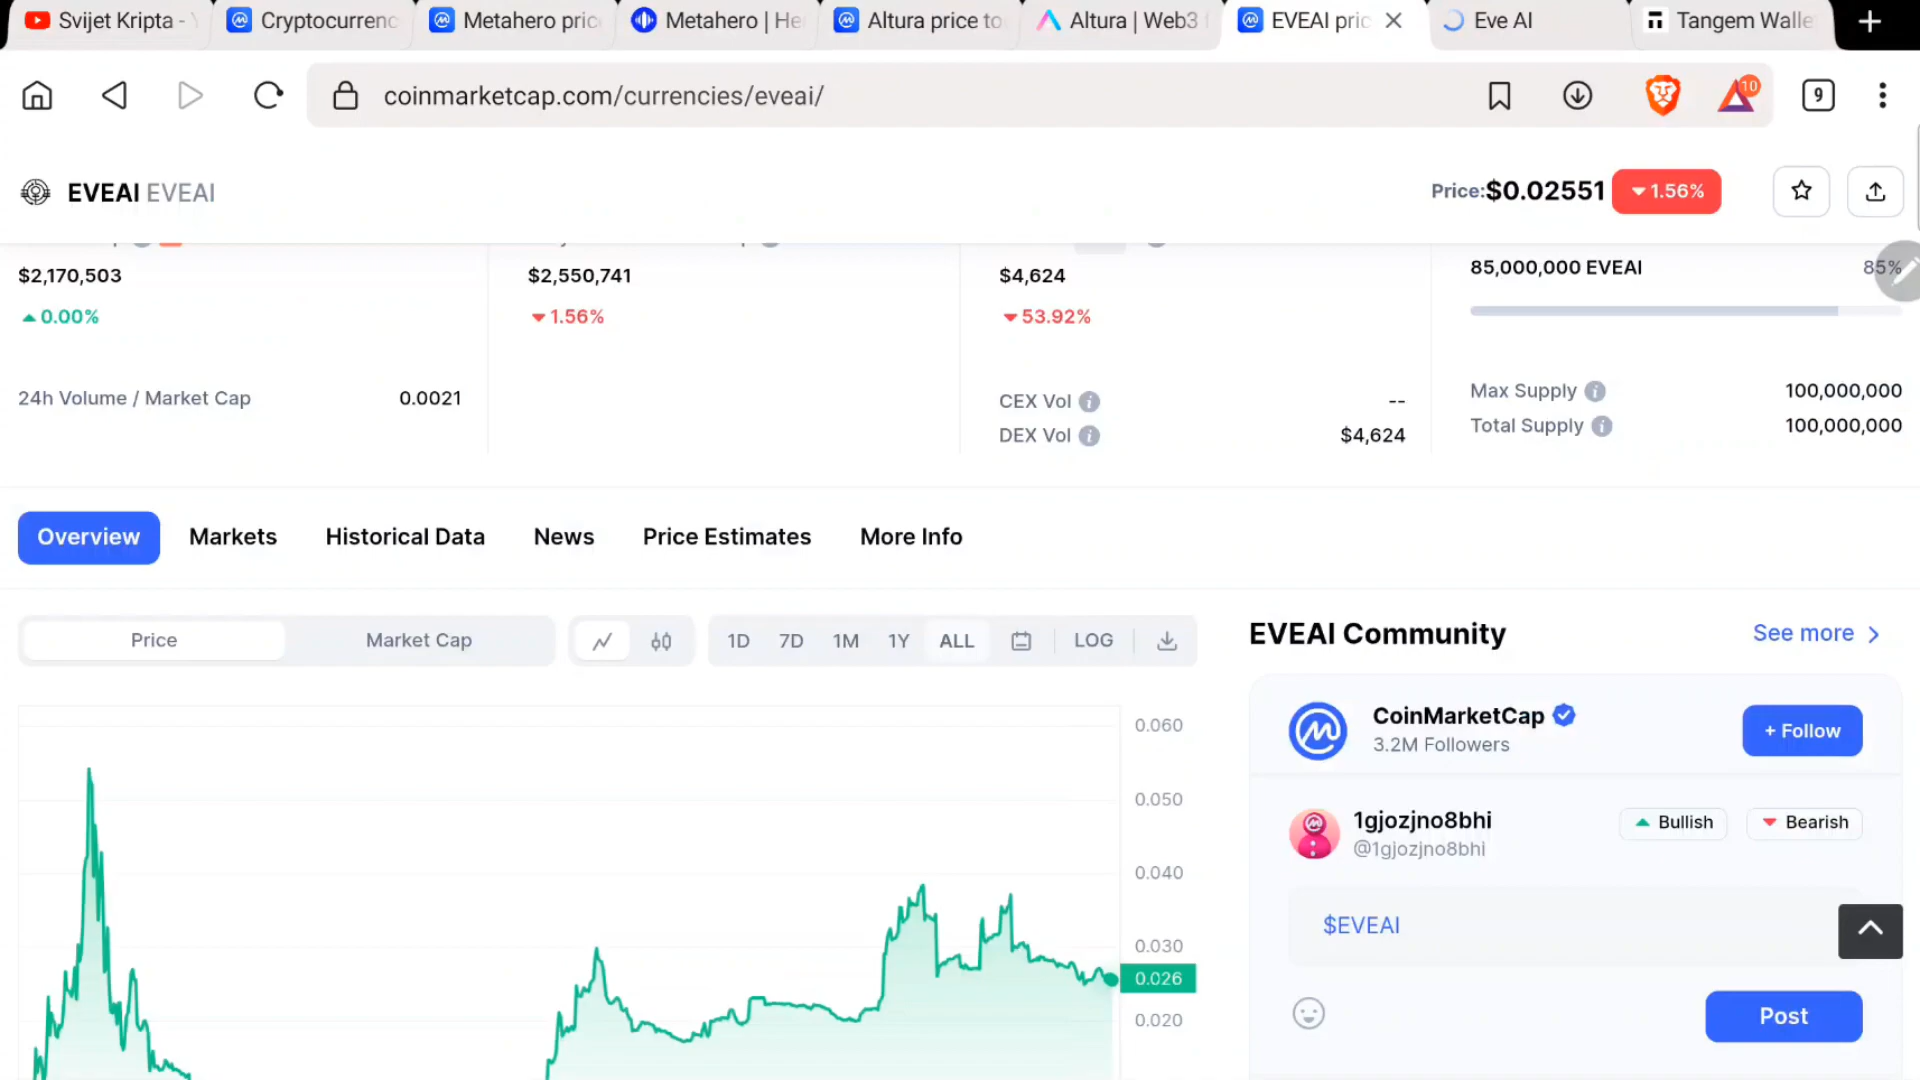 Svijet Kripta -
Cryptocurrenc
Metahero pric
Metahero | He
Altura price to
Altura | Web3
EVEAI pric
Eve AI
Tangem Walle
coinmarketcap.com/currencies/eveai/
10
9
EVEAI EVEAI
Price:$0.02551
1.56%
$2,170,503
0.00%
24h Volume / Market Cap 0.0021
$2,550,741
1.56%
$4,624
53.92%
CEX Vol --
DEX Vol $4,624
85,000,000 EVEAI 85%
Max Supply 100,000,000
Total Supply 100,000,000
Overview Markets Historical Data News Price Estimates More Info
Price Market Cap
1D 7D 1M 1Y ALL LOG
0.060
0.050
0.040
0.030
0.026
0.020
EVEAI Community
See more
CoinMarketCap
3.2M Followers
+ Follow
1gjozjno8bhi
@1gjozjno8bhi
Bullish
Bearish
$EVEAI
Post